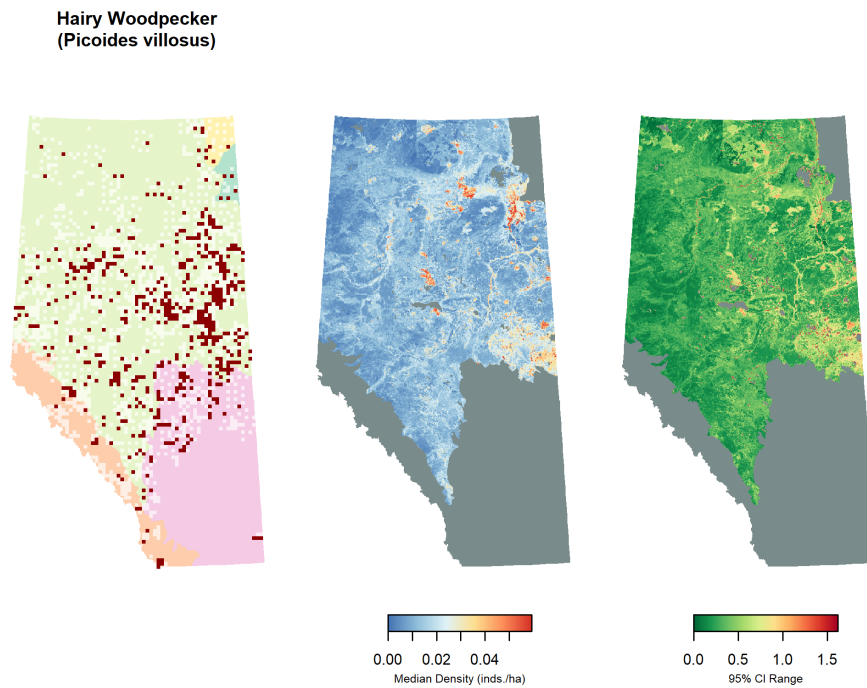 Hairy Woodpecker
(Picoides villosus)
0.00 0.02 0.04
Median Density (inds./ha)
0.0 0.5 1.0 1.5
95% CI Range